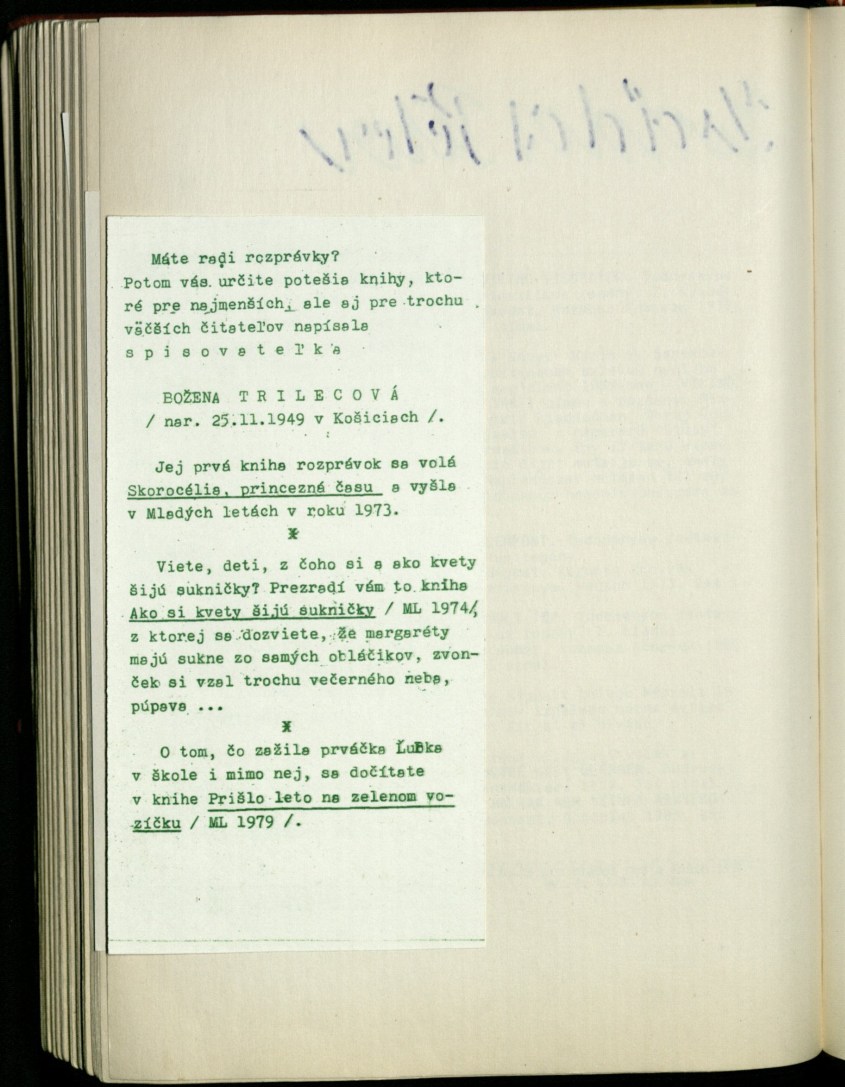 Máte radi rozprávky?
Potom vás určite potešia knihy, kto-
ré pre najmenších, ale aj pre trochu
väčších čitateľov napísala
s p i s o v a t e ľ k a
BOŽENA T R I L E C O V Á
/ nar. 25.11.1949 v Košiciach /.
Jej prvá kniha rozprávok sa volá
Skorocélia, princezná času a vyšla
v Mladých letách v roku 1973.
*
Viete, deti, z čoho si a ako kvety
šijú sukničky? Prezradí vám to kniha
Ako si kvety šijú sukničky / ML 1974/,
z ktorej sa dozviete, že margaréty
majú sukne zo samých obláčikov, zvon-
ček si vzal trochu večerného neba,
púpava ...
*
O tom, čo zažila prváčka Ľubka
v škole i mimo nej, sa dočítate
v knihe Prišlo leto na zelenom vo-
zíčku / ML 1979 /.